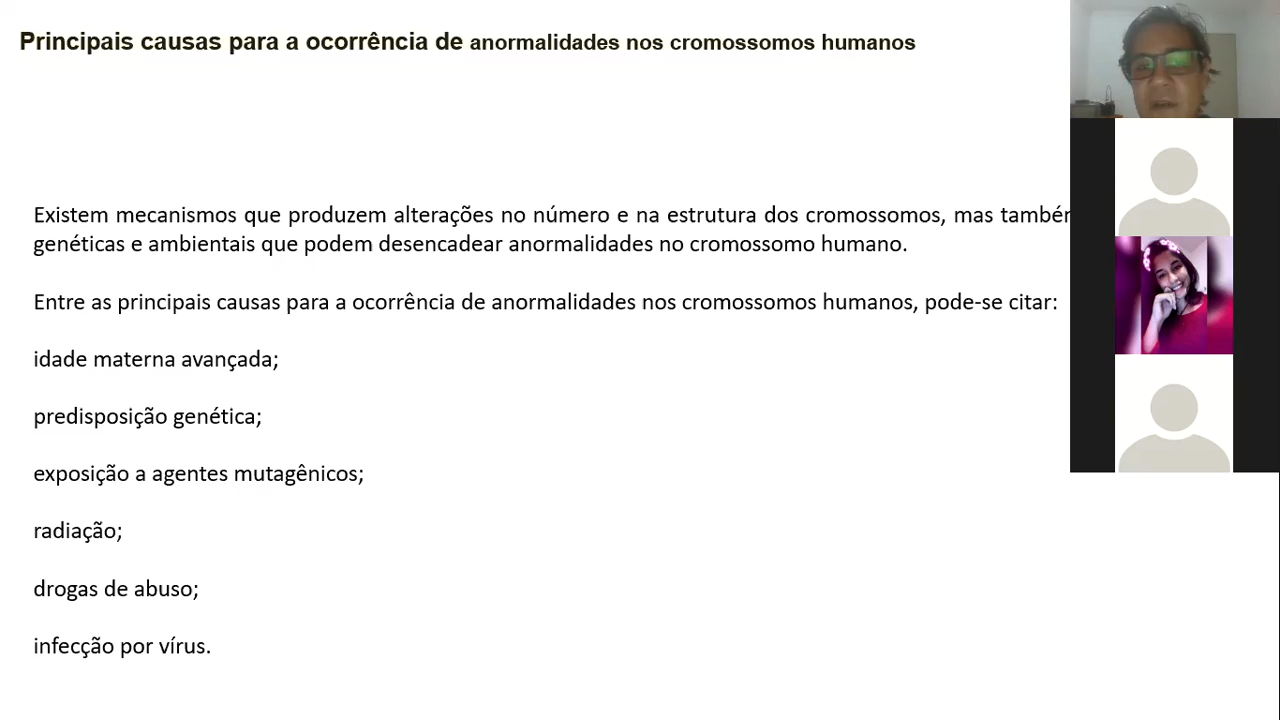 Principais causas para a ocorrência de anormalidades nos cromossomos humanos
Existem mecanismos que produzem alterações no número e na estrutura dos cromossomos, mas
genéticas e ambientais que podem desencadear anormalidades no cromossomo humano.
Entre as principais causas para a ocorrência de anormalidades nos cromossomos humanos, pode-se citar:
idade materna avançada;
predisposição genética;
exposição a agentes mutagênicos;
radiação;
drogas de abuso;
infecção por vírus.